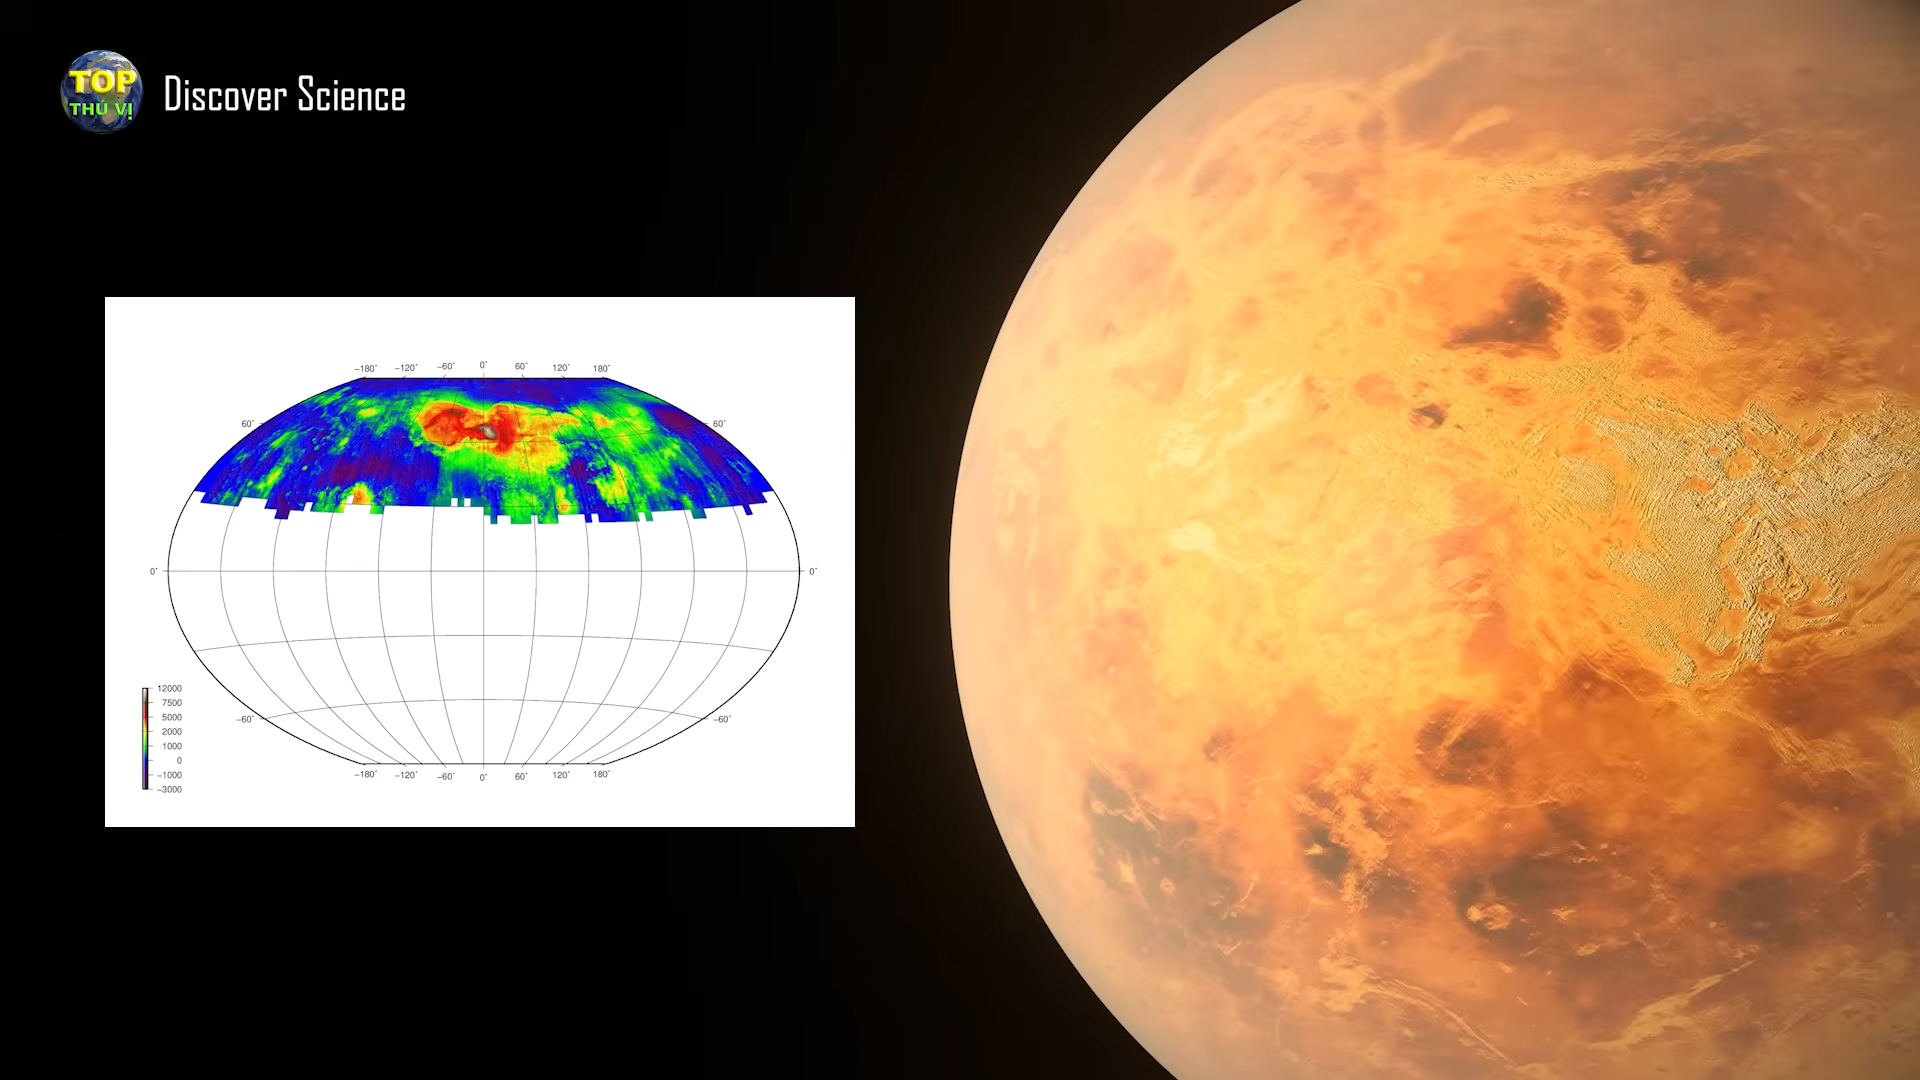 TOP
THÚ VỊ
Discover Science
−180° −120° −60° 0° 60° 120° 180°
60° 60°
0° 0°
−60° −60°
−180° −120° −60° 0° 60° 120° 180°
12000
7500
5000
2000
1000
0
−1000
−3000